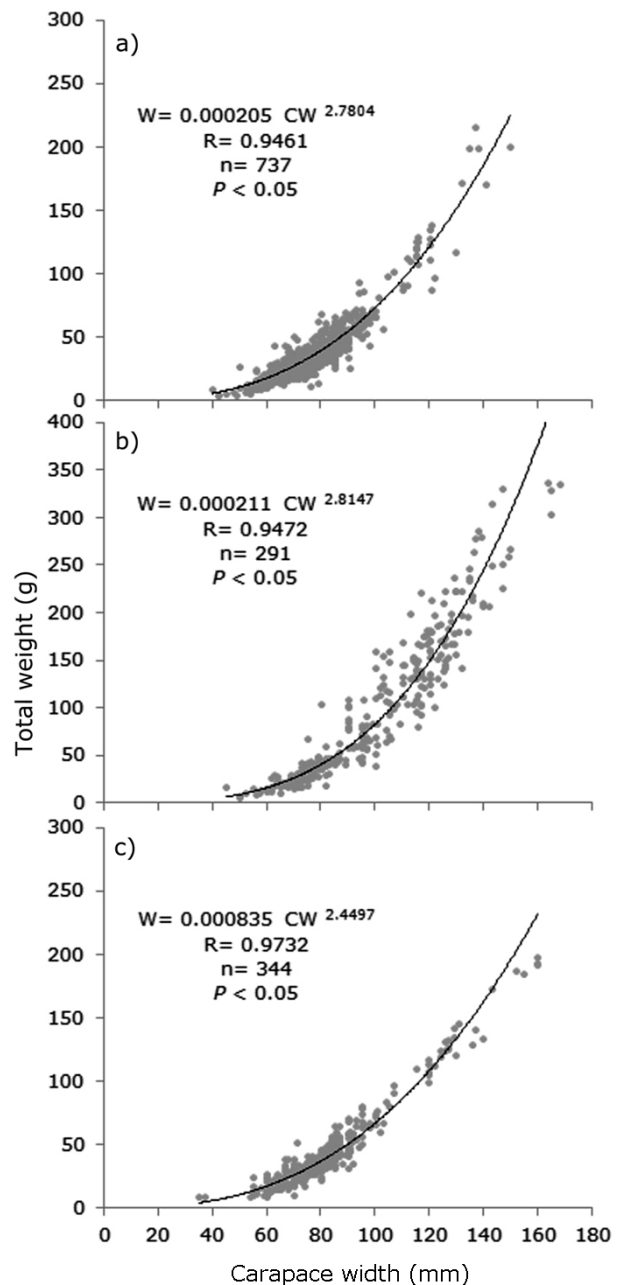 300
a)
250
W= 0.000205 CW 2.7804
R= 0.9461
n= 737
P < 0.05
200
150
100
50
0
400
b)
350
W= 0.000211 CW 2.8147
R= 0.9472
n= 291
P < 0.05
300
250
200
150
100
50
0
Total weight (g)
300
c)
250
W= 0.000835 CW 2.4497
R= 0.9732
n= 344
P < 0.05
200
150
100
50
0
0 20 40 60 80 100 120 140 160 180
Carapace width (mm)